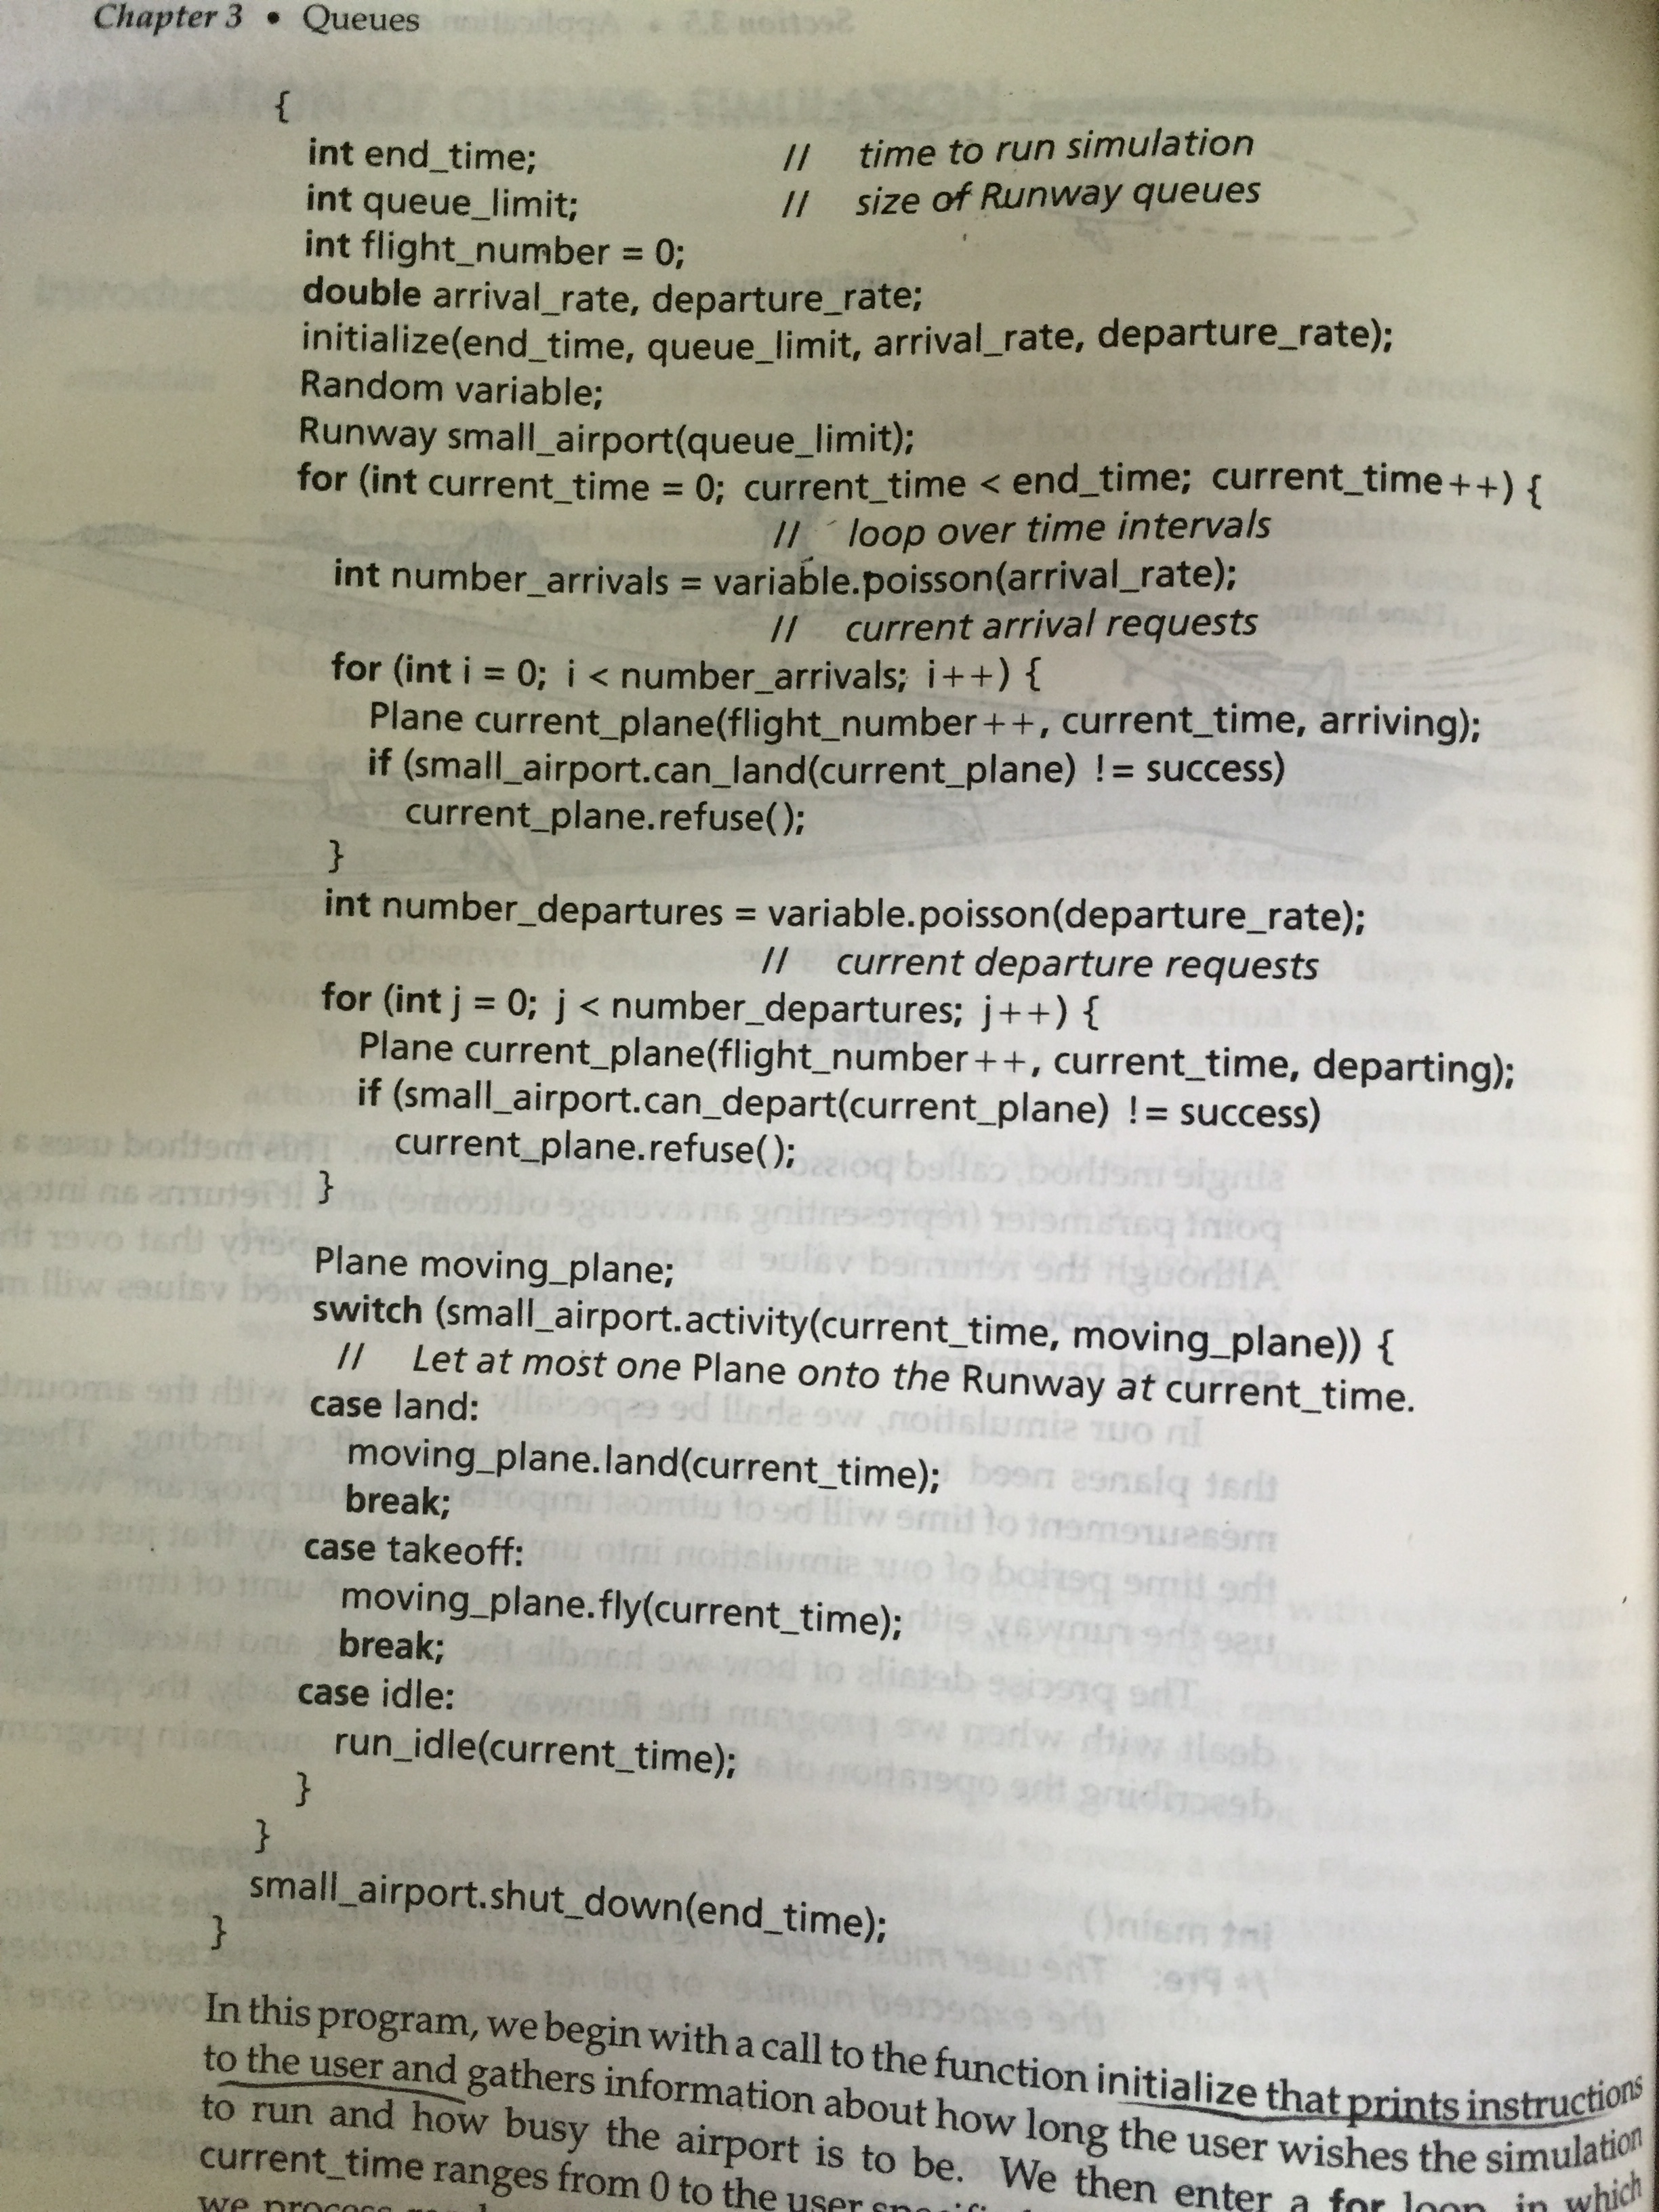 Chapter 3 • Queues
{
int end_time; // time to run simulation
int queue_limit; // size of Runway queues
int flight_number = 0;
double arrival_rate, departure_rate;
initialize(end_time, queue_limit, arrival_rate, departure_rate);
Random variable;
Runway small_airport(queue_limit);
for (int current_time = 0; current_time < end_time; current_time++) {
// loop over time intervals
int number_arrivals = variable.poisson(arrival_rate);
// current arrival requests
for (int i = 0; i < number_arrivals; i++) {
Plane current_plane(flight_number++, current_time, arriving);
if (small_airport.can_land(current_plane) != success)
current_plane.refuse();
}
int number_departures = variable.poisson(departure_rate);
// current departure requests
for (int j = 0; j < number_departures; j++) {
Plane current_plane(flight_number++, current_time, departing);
if (small_airport.can_depart(current_plane) != success)
current_plane.refuse();
}
Plane moving_plane;
switch (small_airport.activity(current_time, moving_plane)) {
// Let at most one Plane onto the Runway at current_time.
case land:
moving_plane.land(current_time);
break;
case takeoff:
moving_plane.fly(current_time);
break;
case idle:
run_idle(current_time);
}
}
small_airport.shut_down(end_time);
}
In this program, we begin with a call to the function initialize that prints instructions
to the user and gathers information about how long the user wishes the simulation
to run and how busy the airport is to be. We then enter a for loop, in which
current_time ranges from 0 to the user
we process